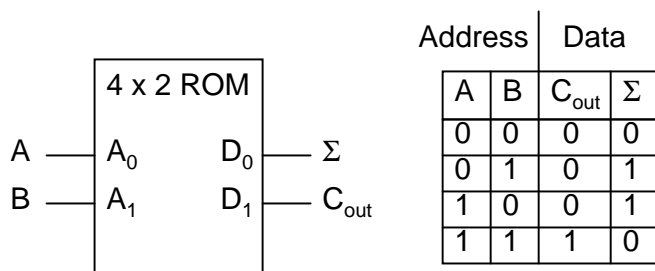 4 x 2 ROM
A A₀ D₀ Σ
B A₁ D₁ Cout
Address Data
A B Cout Σ
0 0 0 0
0 1 0 1
1 0 0 1
1 1 1 0